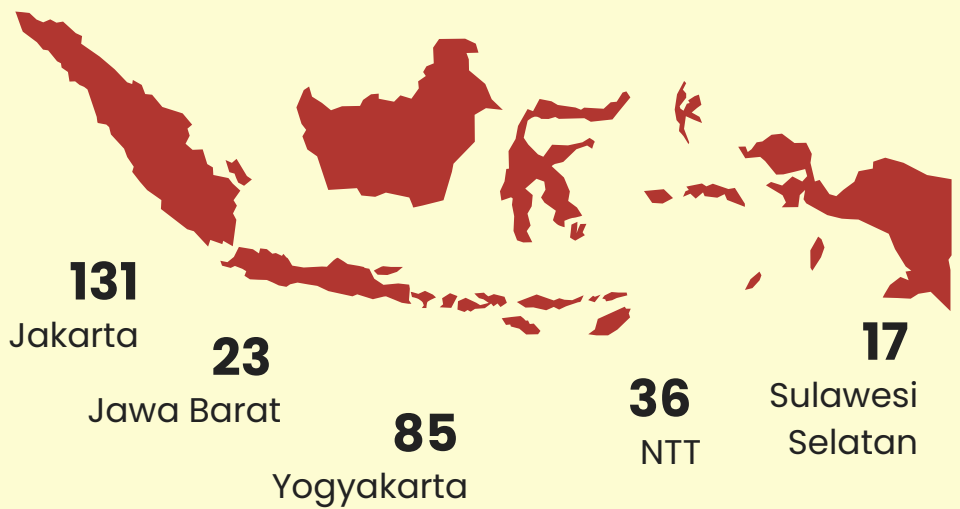 131
Jakarta
23
Jawa Barat
85
Yogyakarta
36
NTT
17
Sulawesi
Selatan